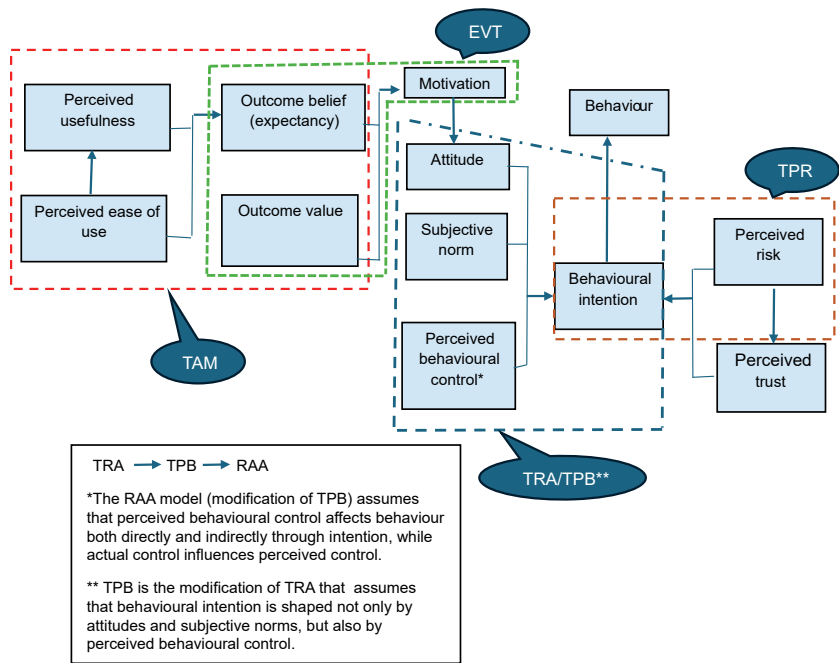 EVT
Motivation
Perceived
usefulness
Outcome belief
(expectancy)
Behaviour
Attitude
TPR
Perceived ease of
use
Outcome value
Subjective
norm
Perceived
risk
Behavioural
intention
Perceived
behavioural
control*
Perceived
trust
TAM
TRA/TPB**
TRA TPB RAA
*The RAA model (modification of TPB) assumes
that perceived behavioural control affects behaviour
both directly and indirectly through intention, while
actual control influences perceived control.
** TPB is the modification of TRA that assumes
that behavioural intention is shaped not only by
attitudes and subjective norms, but also by
perceived behavioural control.